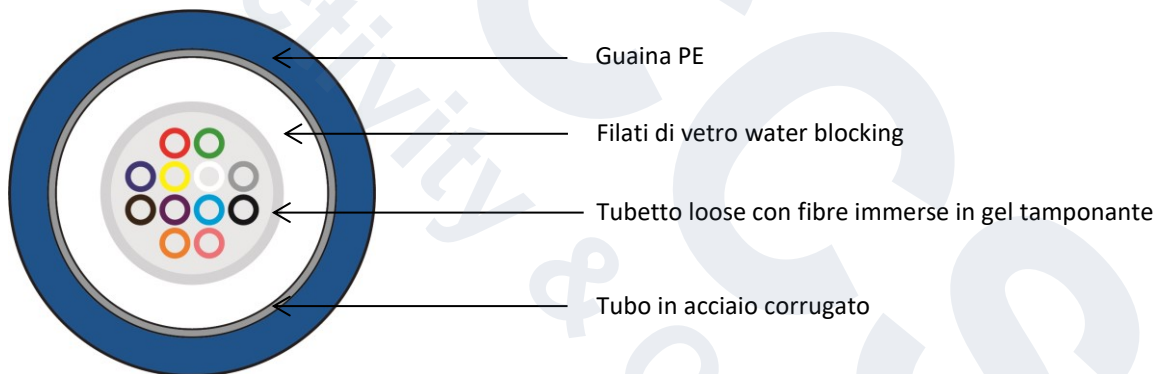 Guaina PE
Filati di vetro water blocking
Tubetto loose con fibre immerse in gel tamponante
Tubo in acciaio corrugato